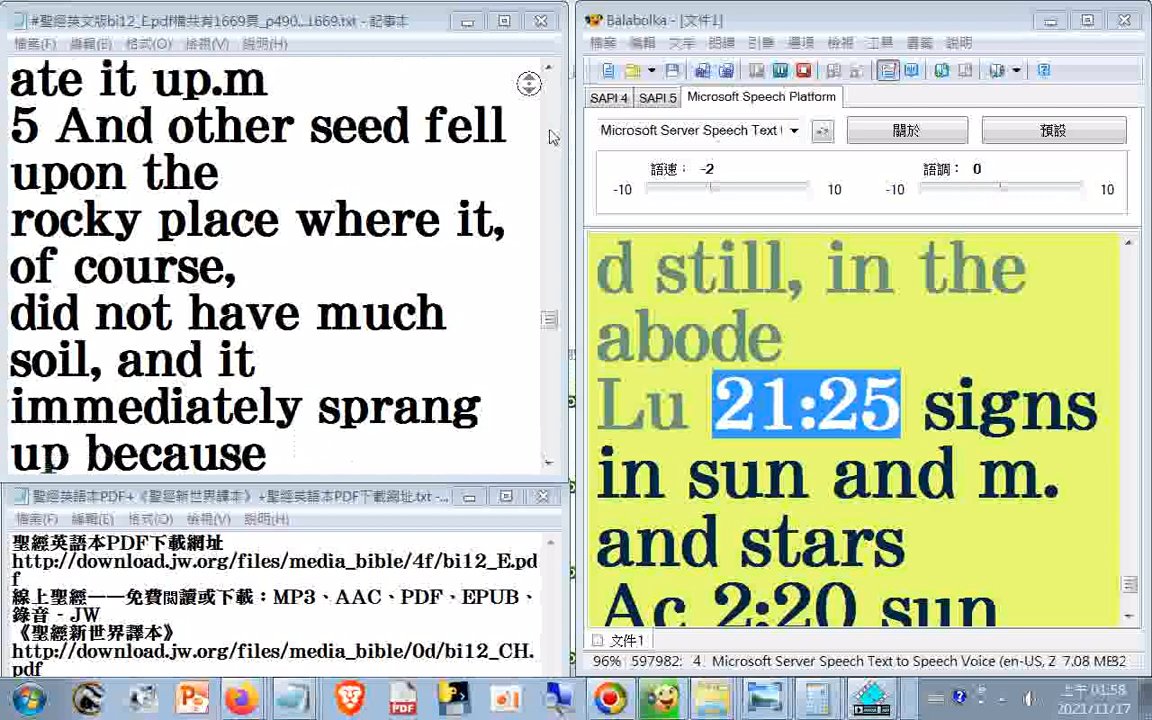 #聖經英文版bi12_E.pdf檔共有1669頁_p490...1669.txt - 記事本
檔案(F) 編輯(E) 格式(O) 檢視(V) 說明(H)
ate it up.m
5 And other seed fell
upon the
rocky place where it,
of course,
did not have much
soil, and it
immediately sprang
up because
聖經英語本PDF+《聖經新世界譯本》+聖經英語本PDF下載網址.txt - ...
檔案(F) 編輯(E) 格式(O) 檢視(V) 說明(H)
聖經英語本PDF下載網址
http://download.jw.org/files/media_bible/4f/bi12_E.pd
f
線上聖經——免費閱讀或下載：MP3、AAC、PDF、EPUB、
錄音 - JW
《聖經新世界譯本》
http://download.jw.org/files/media_bible/0d/bi12_CH.
pdf
Balabolka - [文件1]
檔案 編輯 文字 朗讀 引擎 選項 檢視 工具 書籤 說明
SAPI 4 SAPI 5 Microsoft Speech Platform
Microsoft Server Speech Text 關於 預設
語速： -2 語調： 0
-10 10 -10 10
d still, in the
abode
Lu 21:25 signs
in sun and m.
and stars
Ac 2:20 sun
文件1
96% 597982: 4. Microsoft Server Speech Text to Speech Voice (en-US, Z 7.08 MB32
上午 01:58
2021/11/17